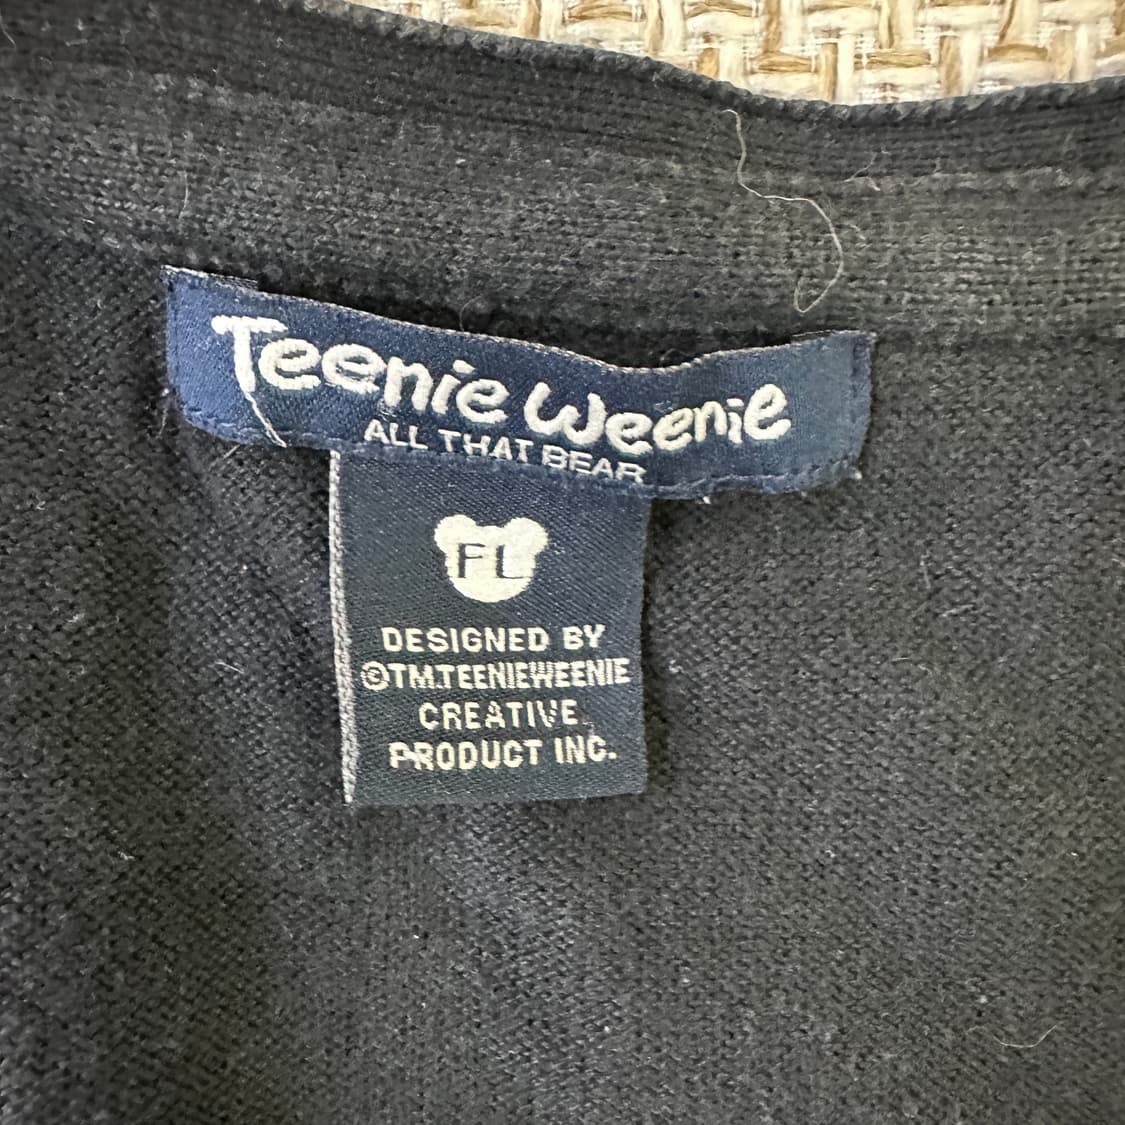 Teenie Weenie
ALL THAT BEAR
FL
DESIGNED BY
©TM.TEENIEWEENIE
CREATIVE
PRODUCT INC.